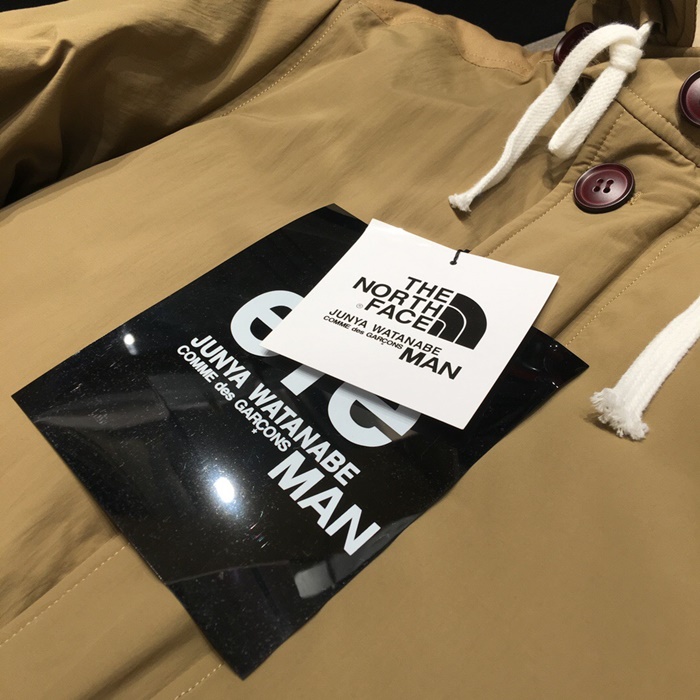 THE
NORTH
® FACE
JUNYA WATANABE
COMME des GARÇONS
MAN
e
e
JUNYA WATANABE
COMME des GARÇONS
MAN